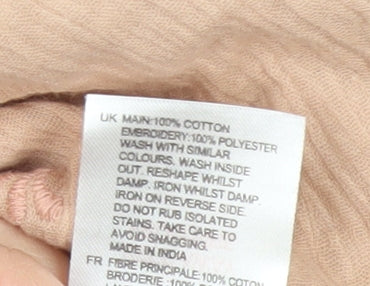 UK MAIN:100% COTTON
EMBROIDERY:100% POLYESTER
WASH WITH SIMILAR
COLOURS. WASH INSIDE
OUT. RESHAPE WHILST
DAMP. IRON WHILST DAMP
IRON ON REVERSE SIDE.
DO NOT RUB ISOLATED
STAINS. TAKE CARE TO
AVOID SNAGGING.
MADE IN INDIA
FR FIBRE PRINCIPALE:100% COTON
BRODERIE :100%